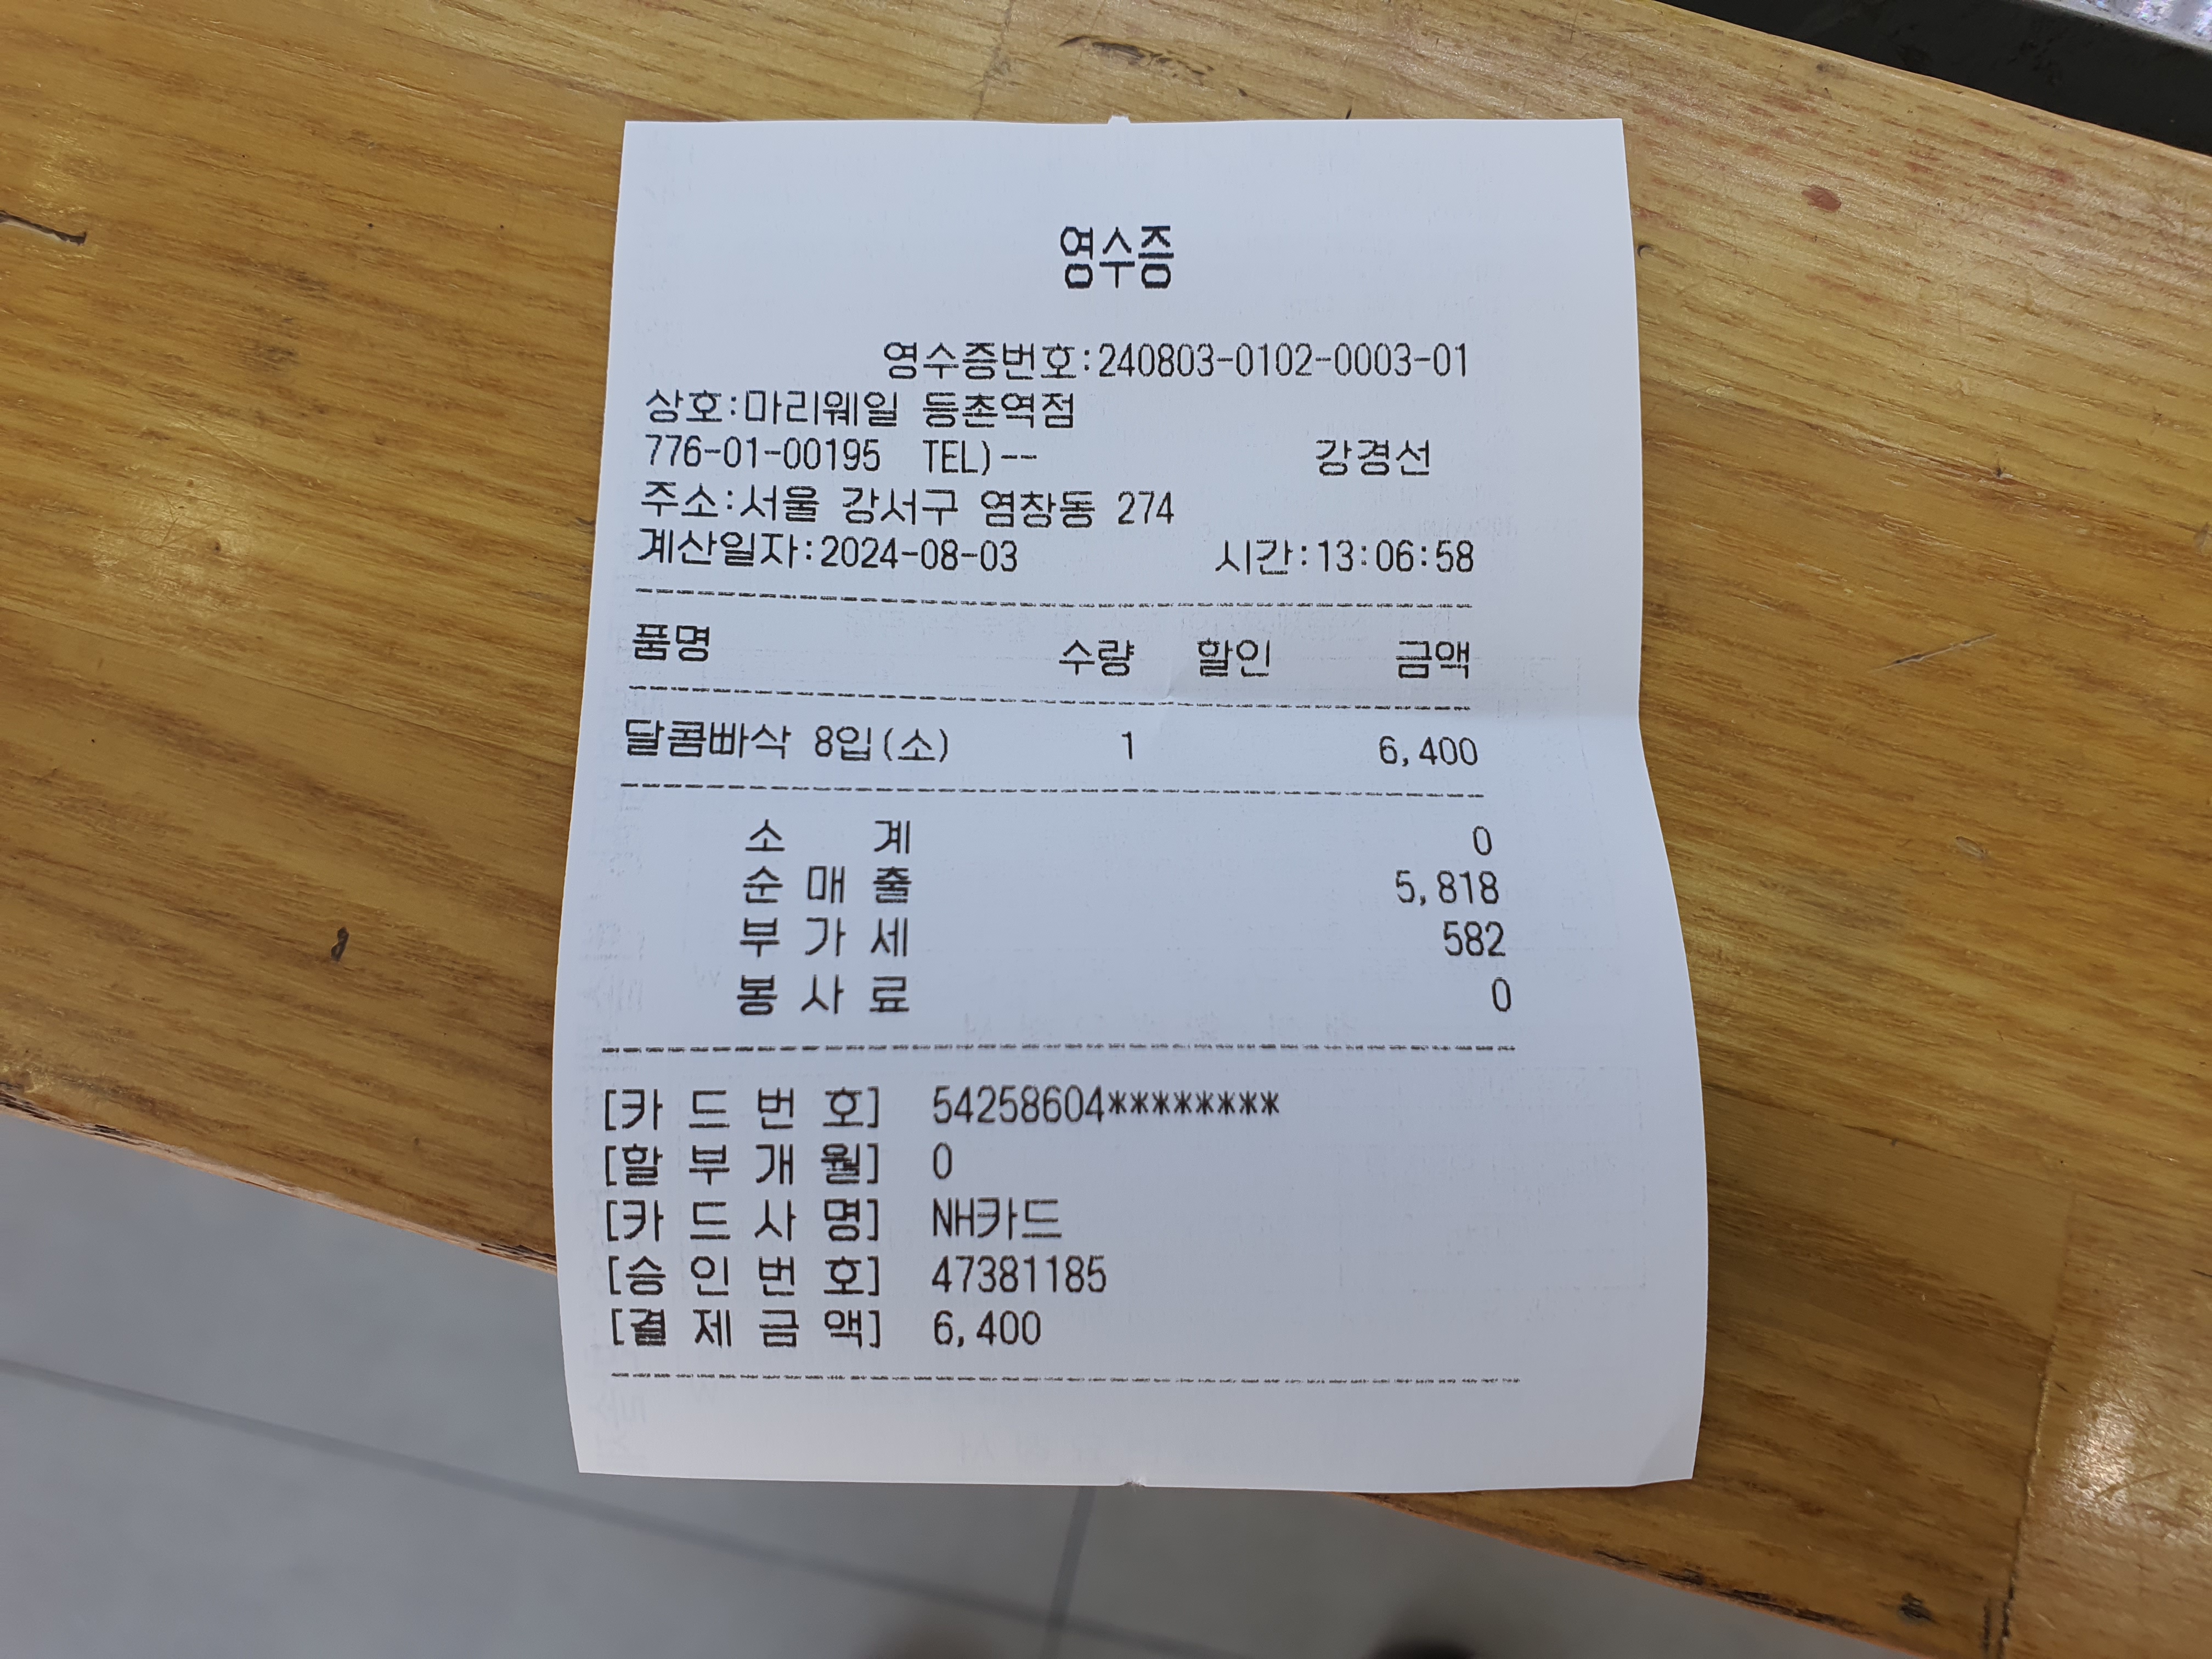 영수증
영수증번호:240803-0102-0003-01
상호:마리웨일 등촌역점
776-01-00195 TEL)-- 강경선
주소:서울 강서구 염창동 274
계산일자:2024-08-03 시간:13:06:58
품명 수량 할인 금액
달콤빠삭 8입(소) 1 6,400
소 계 0
순 매 출 5,818
부 가 세 582
봉 사 료 0
[카 드 번 호] 54258604********
[할 부 개 월] 0
[카 드 사 명] NH카드
[승 인 번 호] 47381185
[결 제 금 액] 6,400